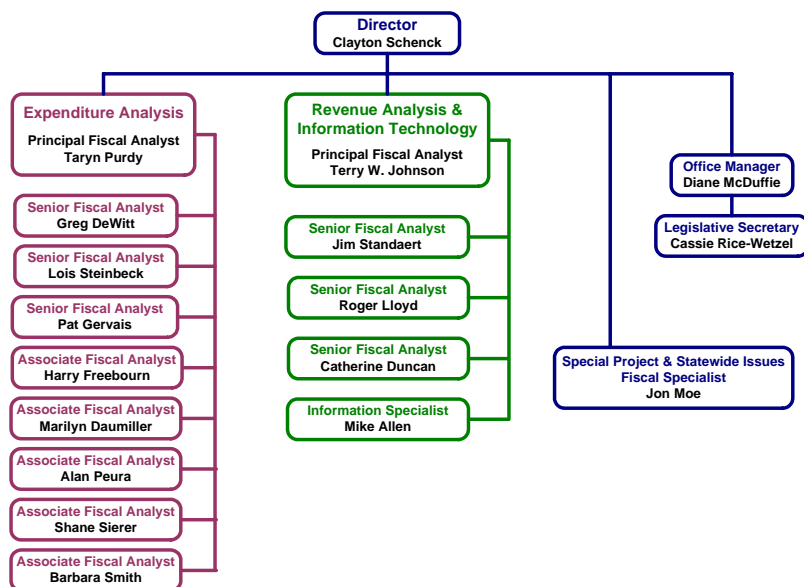 Director
Clayton Schenck
Expenditure Analysis
Principal Fiscal Analyst
Taryn Purdy
Senior Fiscal Analyst
Greg DeWitt
Senior Fiscal Analyst
Lois Steinbeck
Senior Fiscal Analyst
Pat Gervais
Associate Fiscal Analyst
Harry Freebourn
Associate Fiscal Analyst
Marilyn Daumiller
Associate Fiscal Analyst
Alan Peura
Associate Fiscal Analyst
Shane Sierer
Associate Fiscal Analyst
Barbara Smith
Revenue Analysis &
Information Technology
Principal Fiscal Analyst
Terry W. Johnson
Senior Fiscal Analyst
Jim Standaert
Senior Fiscal Analyst
Roger Lloyd
Senior Fiscal Analyst
Catherine Duncan
Information Specialist
Mike Allen
Office Manager
Diane McDuffie
Legislative Secretary
Cassie Rice-Wetzel
Special Project & Statewide Issues
Fiscal Specialist
Jon Moe